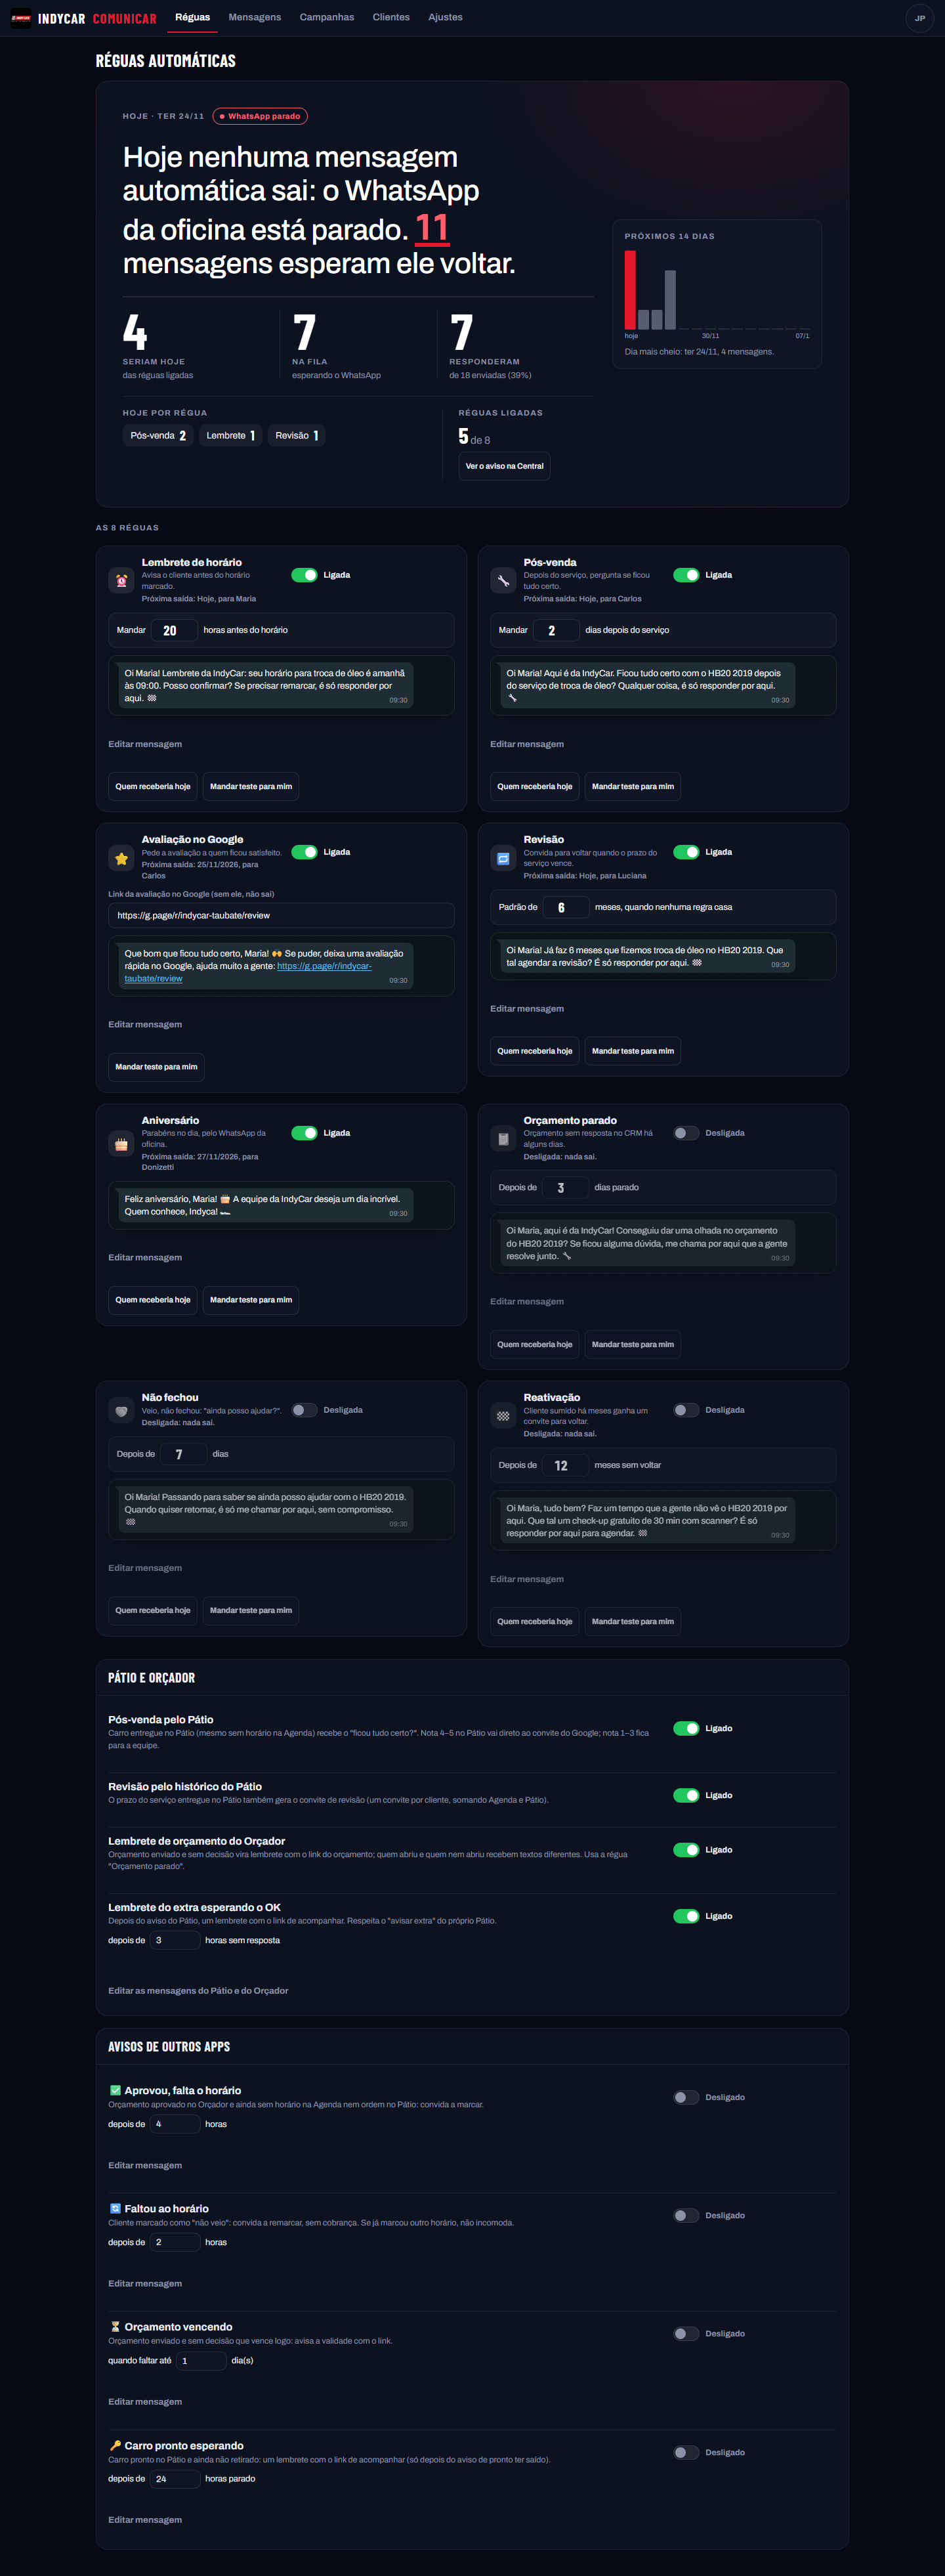 INDYCAR COMUNICAR
Réguas
Mensagens
Campanhas
Clientes
Ajustes
JP
RÉGUAS AUTOMÁTICAS
HOJE · TER 24/11
WhatsApp parado
Hoje nenhuma mensagem
automática sai: o WhatsApp
da oficina está parado. 11
mensagens esperam ele voltar.
4
SERIAM HOJE
das réguas ligadas
7
NA FILA
esperando o WhatsApp
7
RESPONDERAM
de 18 enviadas (39%)
HOJE POR RÉGUA
Pós-venda 2
Lembrete 1
Revisão 1
RÉGUAS LIGADAS
5 de 8
Ver o aviso na Central
PRÓXIMOS 14 DIAS
hoje
30/11
07/1
Dia mais cheio: ter 24/11, 4 mensagens.
AS 8 RÉGUAS
Lembrete de horário
Avisa o cliente antes do horário
marcado.
Próxima saída: Hoje, para Maria
Ligada
Mandar 20 horas antes do horário
Oi Maria! Lembrete da IndyCar: seu horário para troca de óleo é amanhã
às 09:00. Posso confirmar? Se precisar remarcar, é só responder por
aqui. 🏁
09:30
Editar mensagem
Quem receberia hoje
Mandar teste para mim
Pós-venda
Depois do serviço, pergunta se ficou
tudo certo.
Próxima saída: Hoje, para Carlos
Ligada
Mandar 2 dias depois do serviço
Oi Maria! Aqui é da IndyCar. Ficou tudo certo com o HB20 2019 depois
do serviço de troca de óleo? Qualquer coisa, é só responder por aqui.
🔧
09:30
Editar mensagem
Quem receberia hoje
Mandar teste para mim
Avaliação no Google
Pede a avaliação a quem ficou satisfeito.
Próxima saída: 25/11/2026, para
Carlos
Ligada
Link da avaliação no Google (sem ele, não sai)
https://g.page/r/indycar-taubate/review
Que bom que ficou tudo certo, Maria! 🙌 Se puder, deixa uma avaliação
rápida no Google, ajuda muito a gente: https://g.page/r/indycar-
taubate/review
09:30
Editar mensagem
Mandar teste para mim
Revisão
Convida para voltar quando o prazo do
serviço vence.
Próxima saída: Hoje, para Luciana
Ligada
Padrão de 6 meses, quando nenhuma regra casa
Oi Maria! Já faz 6 meses que fizemos troca de óleo no HB20 2019. Que
tal agendar a revisão? É só responder por aqui. 🏁
09:30
Editar mensagem
Quem receberia hoje
Mandar teste para mim
Aniversário
Parabéns no dia, pelo WhatsApp da
oficina.
Próxima saída: 27/11/2026, para
Donizetti
Ligada
Feliz aniversário, Maria! 🎂 A equipe da IndyCar deseja um dia incrível.
Quem conhece, Indyca! 🏎️
09:30
Editar mensagem
Quem receberia hoje
Mandar teste para mim
Orçamento parado
Orçamento sem resposta no CRM há
alguns dias.
Desligada: nada sai.
Desligada
Depois de 3 dias parado
Oi Maria, aqui é da IndyCar! Conseguiu dar uma olhada no orçamento
do HB20 2019? Se ficou alguma dúvida, me chama por aqui que a gente
resolve junto. 🔧
09:30
Editar mensagem
Quem receberia hoje
Mandar teste para mim
Não fechou
Veio, não fechou: "ainda posso ajudar?".
Desligada: nada sai.
Desligada
Depois de 7 dias
Oi Maria! Passando para saber se ainda posso ajudar com o HB20 2019.
Quando quiser retomar, é só me chamar por aqui, sem compromisso.
🏁
09:30
Editar mensagem
Quem receberia hoje
Mandar teste para mim
Reativação
Cliente sumido há meses ganha um
convite para voltar.
Desligada: nada sai.
Desligada
Depois de 12 meses sem voltar
Oi Maria, tudo bem? Faz um tempo que a gente não vê o HB20 2019 por
aqui. Que tal um check-up gratuito de 30 min com scanner? É só
responder por aqui para agendar. 🏁
09:30
Editar mensagem
Quem receberia hoje
Mandar teste para mim
PÁTIO E ORÇADOR
Pós-venda pelo Pátio
Carro entregue no Pátio (mesmo sem horário na Agenda) recebe o "ficou tudo certo?". Nota 4–5 no Pátio vai direto ao convite do Google; nota 1–3 fica
para a equipe.
Ligado
Revisão pelo histórico do Pátio
O prazo do serviço entregue no Pátio também gera o convite de revisão (um convite por cliente, somando Agenda e Pátio).
Ligado
Lembrete de orçamento do Orçador
Orçamento enviado e sem decisão vira lembrete com o link do orçamento; quem abriu e quem nem abriu recebem textos diferentes. Usa a régua
"Orçamento parado".
Ligado
Lembrete do extra esperando o OK
Depois do aviso do Pátio, um lembrete com o link de acompanhar. Respeita o "avisar extra" do próprio Pátio.
depois de 3 horas sem resposta
Ligado
Editar as mensagens do Pátio e do Orçador
AVISOS DE OUTROS APPS
✅ Aprovou, falta o horário
Orçamento aprovado no Orçador e ainda sem horário na Agenda nem ordem no Pátio: convida a marcar.
depois de 4 horas
Desligado
Editar mensagem
🔄 Faltou ao horário
Cliente marcado como "não veio": convida a remarcar, sem cobrança. Se já marcou outro horário, não incomoda.
depois de 2 horas
Desligado
Editar mensagem
⏳ Orçamento vencendo
Orçamento enviado e sem decisão que vence logo: avisa a validade com o link.
quando faltar até 1 dia(s)
Desligado
Editar mensagem
🔑 Carro pronto esperando
Carro pronto no Pátio e ainda não retirado: um lembrete com o link de acompanhar (só depois do aviso de pronto ter saído).
depois de 24 horas parado
Desligado
Editar mensagem